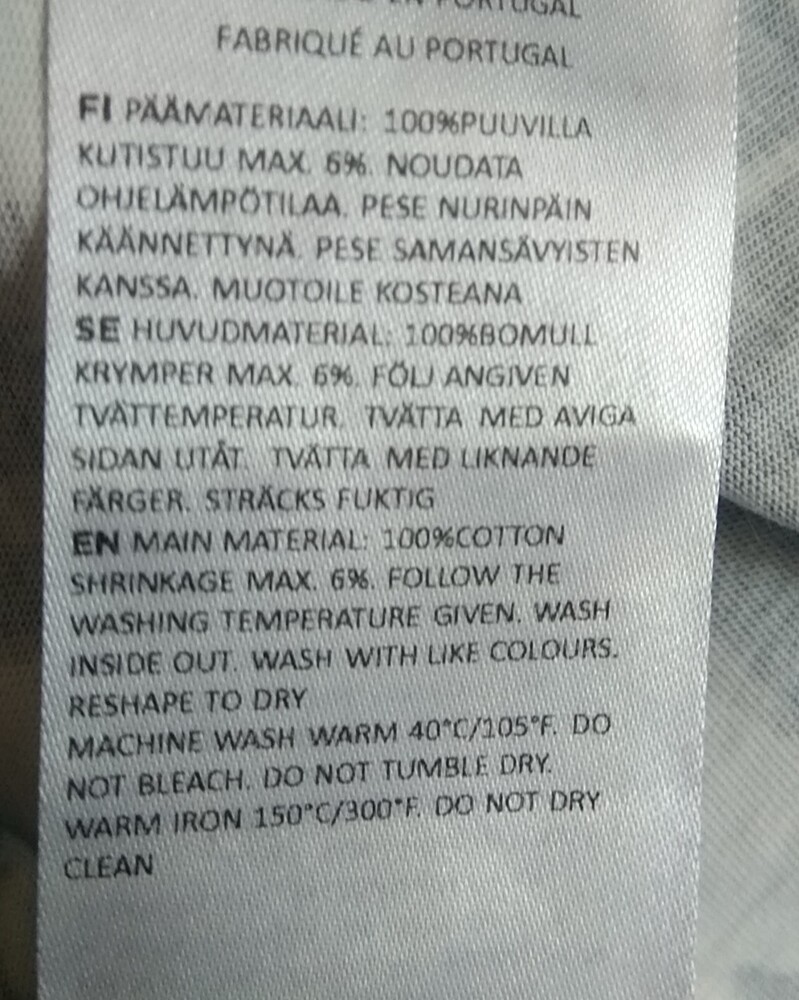 EN PORTUGAL
FABRIQUÉ AU PORTUGAL
FI PÄÄMATERIAALI: 100%PUUVILLA
KUTISTUU MAX. 6%. NOUDATA
OHJELÄMPÖTILAA. PESE NURINPÄIN
KÄÄNNETTYNÄ. PESE SAMANSÄVYISTEN
KANSSA. MUOTOILE KOSTEANA
SE HUVUDMATERIAL: 100%BOMULL
KRYMPER MAX. 6%. FÖLJ ANGIVEN
TVÄTTEMPERATUR. TVÄTTA MED AVIGA
SIDAN UTÅT. TVÄTTA MED LIKNANDE
FÄRGER. STRÄCKS FUKTIG
EN MAIN MATERIAL: 100%COTTON
SHRINKAGE MAX. 6%. FOLLOW THE
WASHING TEMPERATURE GIVEN. WASH
INSIDE OUT. WASH WITH LIKE COLOURS.
RESHAPE TO DRY
MACHINE WASH WARM 40°C/105°F. DO
NOT BLEACH. DO NOT TUMBLE DRY.
WARM IRON 150°C/300°F. DO NOT DRY
CLEAN